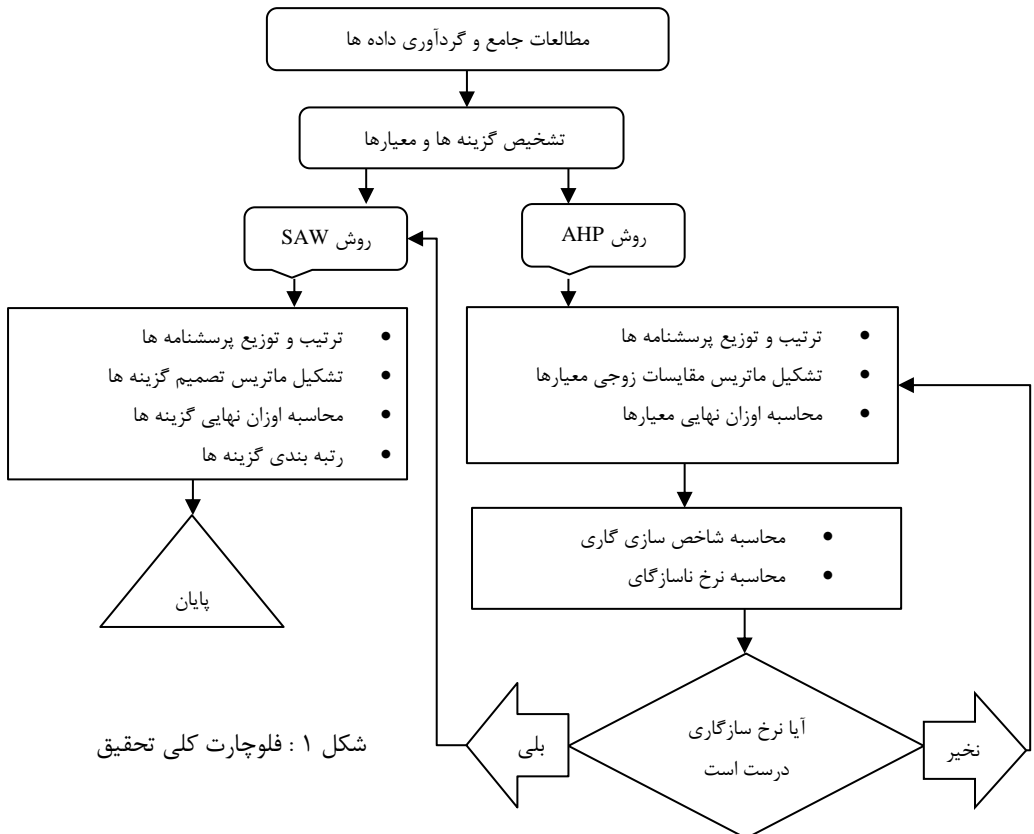 مطالعات جامع و گردآوری داده ها
تشخیص گزینه ها و معیارها
روش AHP
روش SAW
• ترتیب و توزیع پرسشنامه ها
• تشکیل ماتریس مقایسات زوجی معیارها
• محاسبه اوزان نهایی معیارها
• ترتیب و توزیع پرسشنامه ها
• تشکیل ماتریس تصمیم گزینه ها
• محاسبه اوزان نهایی گزینه ها
• رتبه بندی گزینه ها
• محاسبه شاخص سازی گاری
• محاسبه نرخ ناسازگای
پایان
آیا نرخ سازگاری
درست است
نخیر
بلی
شکل ۱ : فلوچارت کلی تحقیق